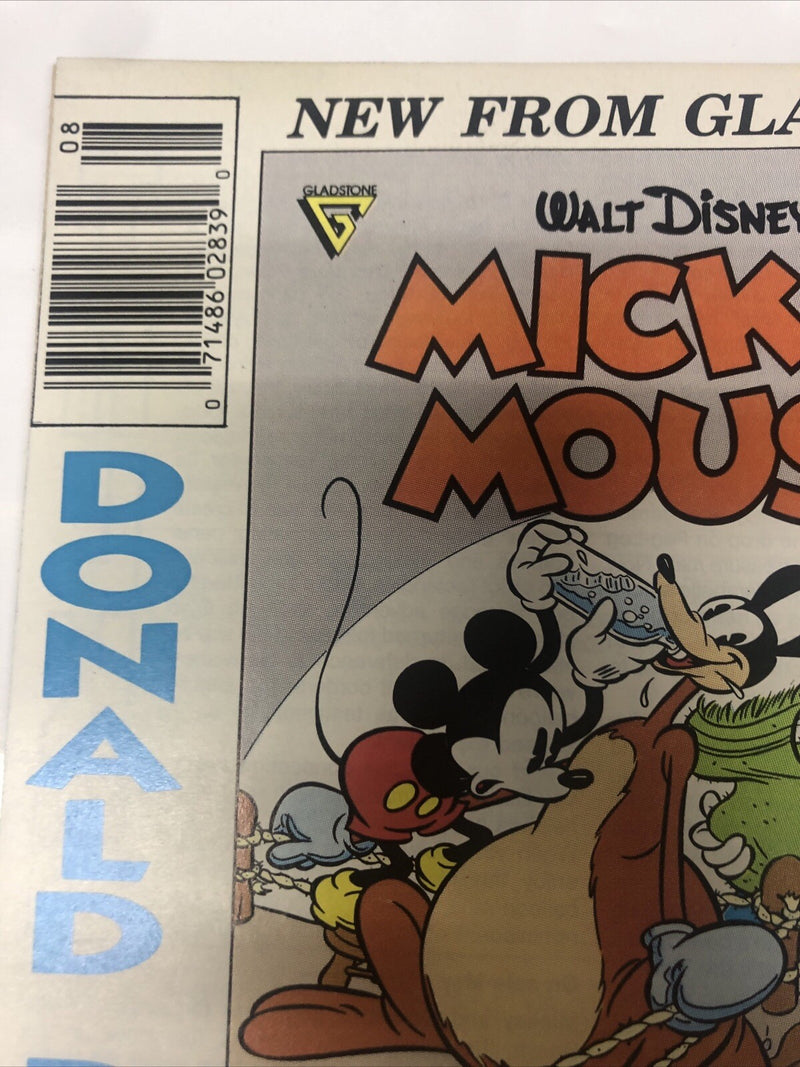 08
0 71486 02839 0
NEW FROM GLA
GLADSTONE
G
WALT DISNEY
MICK
MOUS
DONALD